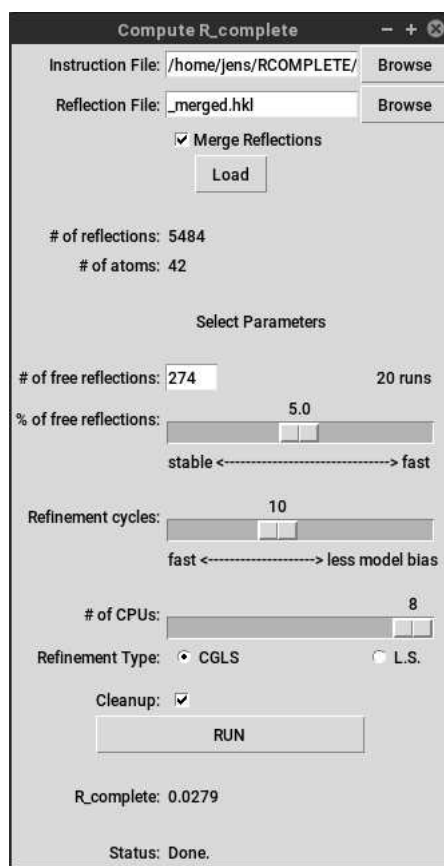 Compute R_complete
Instruction File: /home/jens/RCOMPLETE/ Browse
Reflection File: _merged.hkl Browse
Merge Reflections
Load
# of reflections: 5484
# of atoms: 42
Select Parameters
# of free reflections: 274 20 runs
5.0
% of free reflections:
stable <-------------------------------> fast
10
Refinement cycles:
fast <--------------------> less model bias
8
# of CPUs:
Refinement Type: CGLS L.S.
Cleanup:
RUN
R_complete: 0.0279
Status: Done.